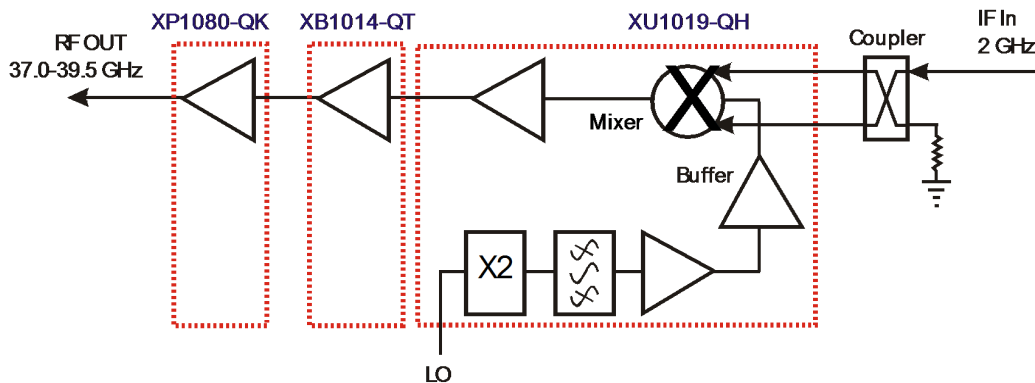 XP1080-QK
XB1014-QT
XU1019-QH
RF OUT
37.0-39.5 GHz
Coupler
IF In
2 GHz
Mixer
Buffer
X2
LO